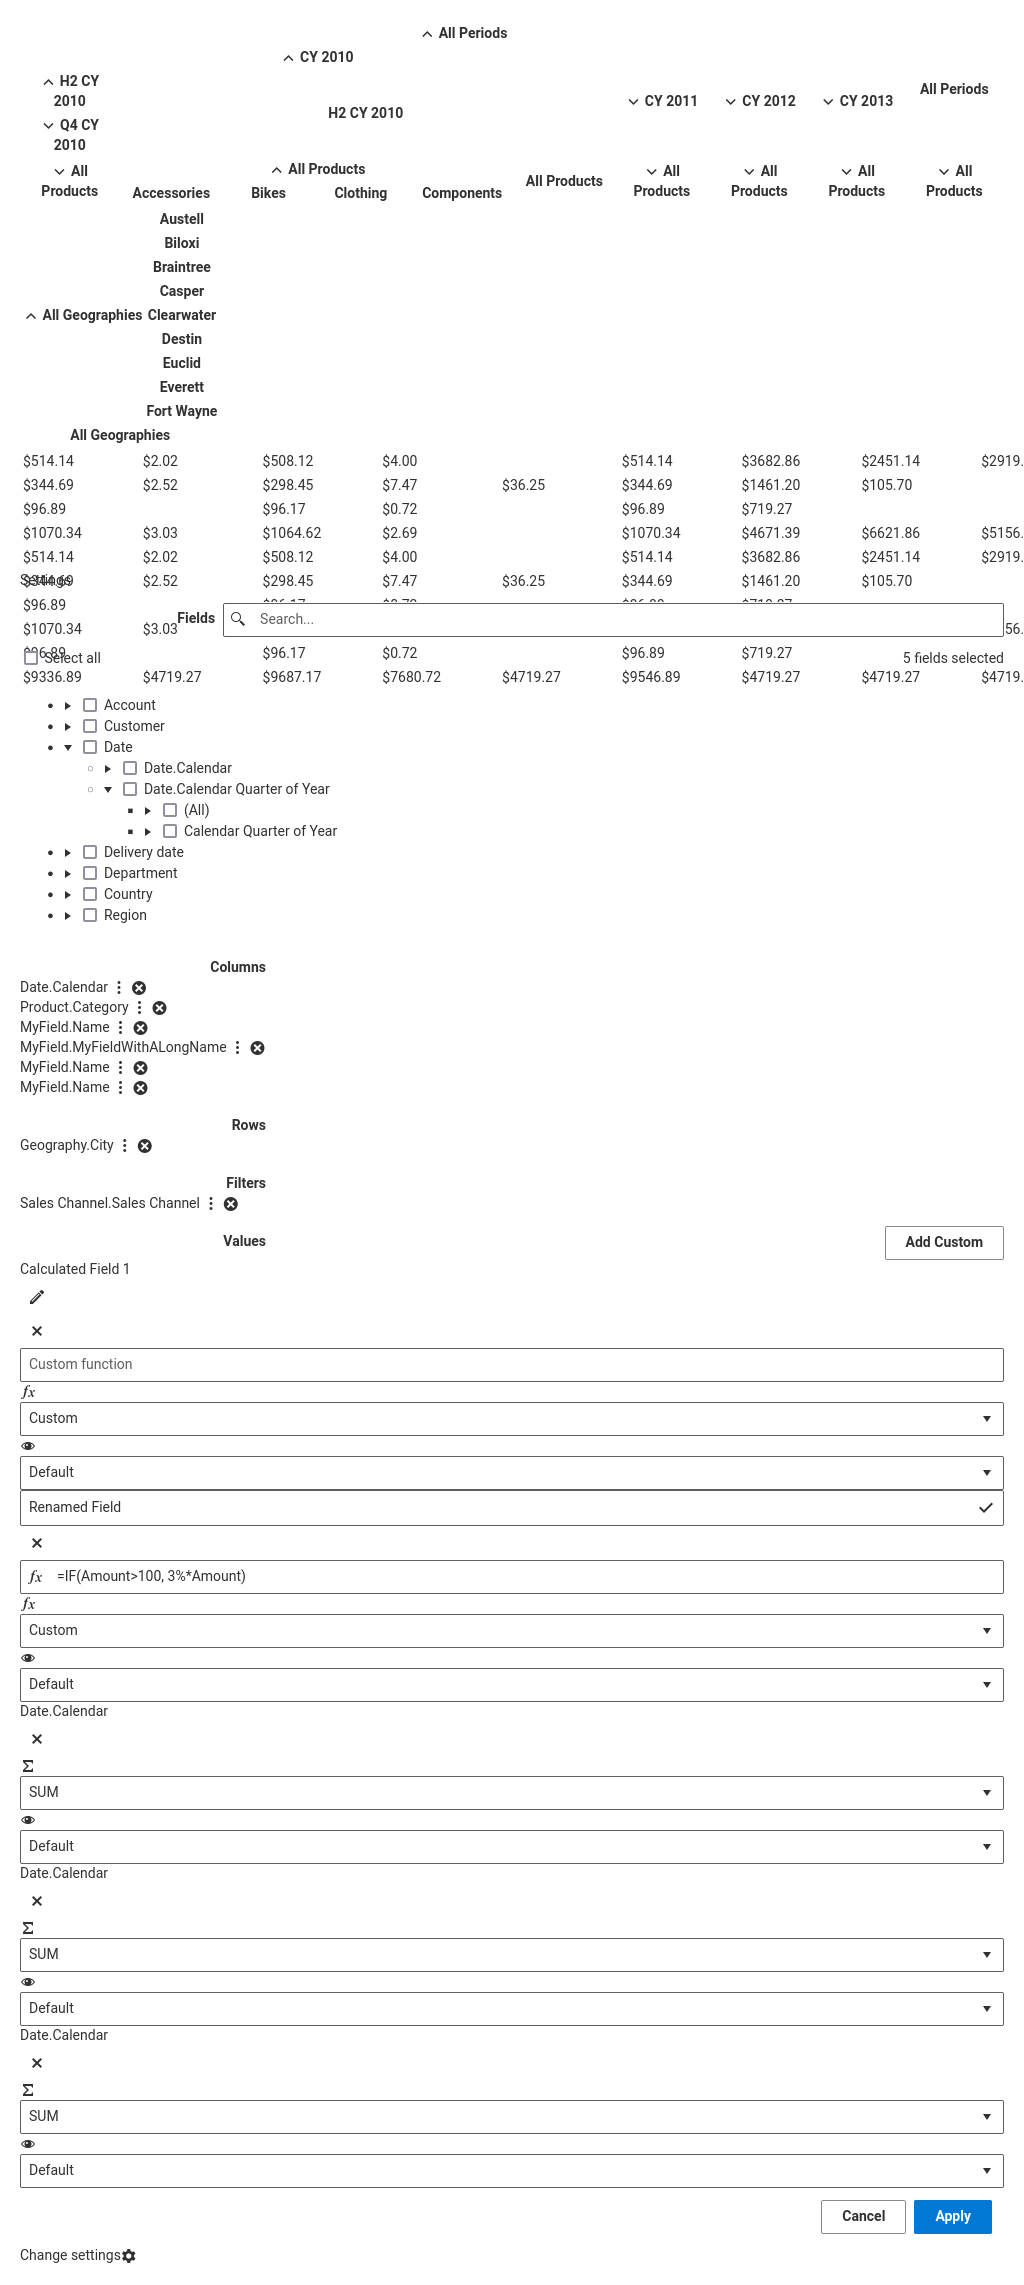 All Periods
CY 2010
H2 CY 2010
Q4 CY 2010
H2 CY 2010
CY 2011 CY 2012 CY 2013 All Periods
All Products
All Products
Accessories Bikes Clothing Components
All Products
All Products All Products All Products All Products
Austell
Biloxi
Braintree
Casper
All Geographies Clearwater
Destin
Euclid
Everett
Fort Wayne
All Geographies
$514.14 $2.02 $508.12 $4.00 $514.14 $3682.86 $2451.14 $2919.
$344.69 $2.52 $298.45 $7.47 $36.25 $344.69 $1461.20 $105.70
$96.89 $96.17 $0.72 $96.89 $719.27
$1070.34 $3.03 $1064.62 $2.69 $1070.34 $4671.39 $6621.86 $5156.
$514.14 $2.02 $508.12 $4.00 $514.14 $3682.86 $2451.14 $2919.
Settings
$344.69 $2.52 $298.45 $7.47 $36.25 $344.69 $1461.20 $105.70
$96.89
Fields Search...
$1070.34 $3.03 56.
$96.89 $96.17 $0.72 $96.89 $719.27
Select all 5 fields selected
$9336.89 $4719.27 $9687.17 $7680.72 $4719.27 $9546.89 $4719.27 $4719.27 $4719.
Account
Customer
Date
Date.Calendar
Date.Calendar Quarter of Year
(All)
Calendar Quarter of Year
Delivery date
Department
Country
Region
Columns
Date.Calendar
Product.Category
MyField.Name
MyField.MyFieldWithALongName
MyField.Name
MyField.Name
Rows
Geography.City
Filters
Sales Channel.Sales Channel
Values Add Custom
Calculated Field 1
Custom function
fx
Custom
Default
Renamed Field
fx =IF(Amount>100, 3%*Amount)
fx
Custom
Default
Date.Calendar
Σ
SUM
Default
Date.Calendar
Σ
SUM
Default
Date.Calendar
Σ
SUM
Default
Cancel Apply
Change settings